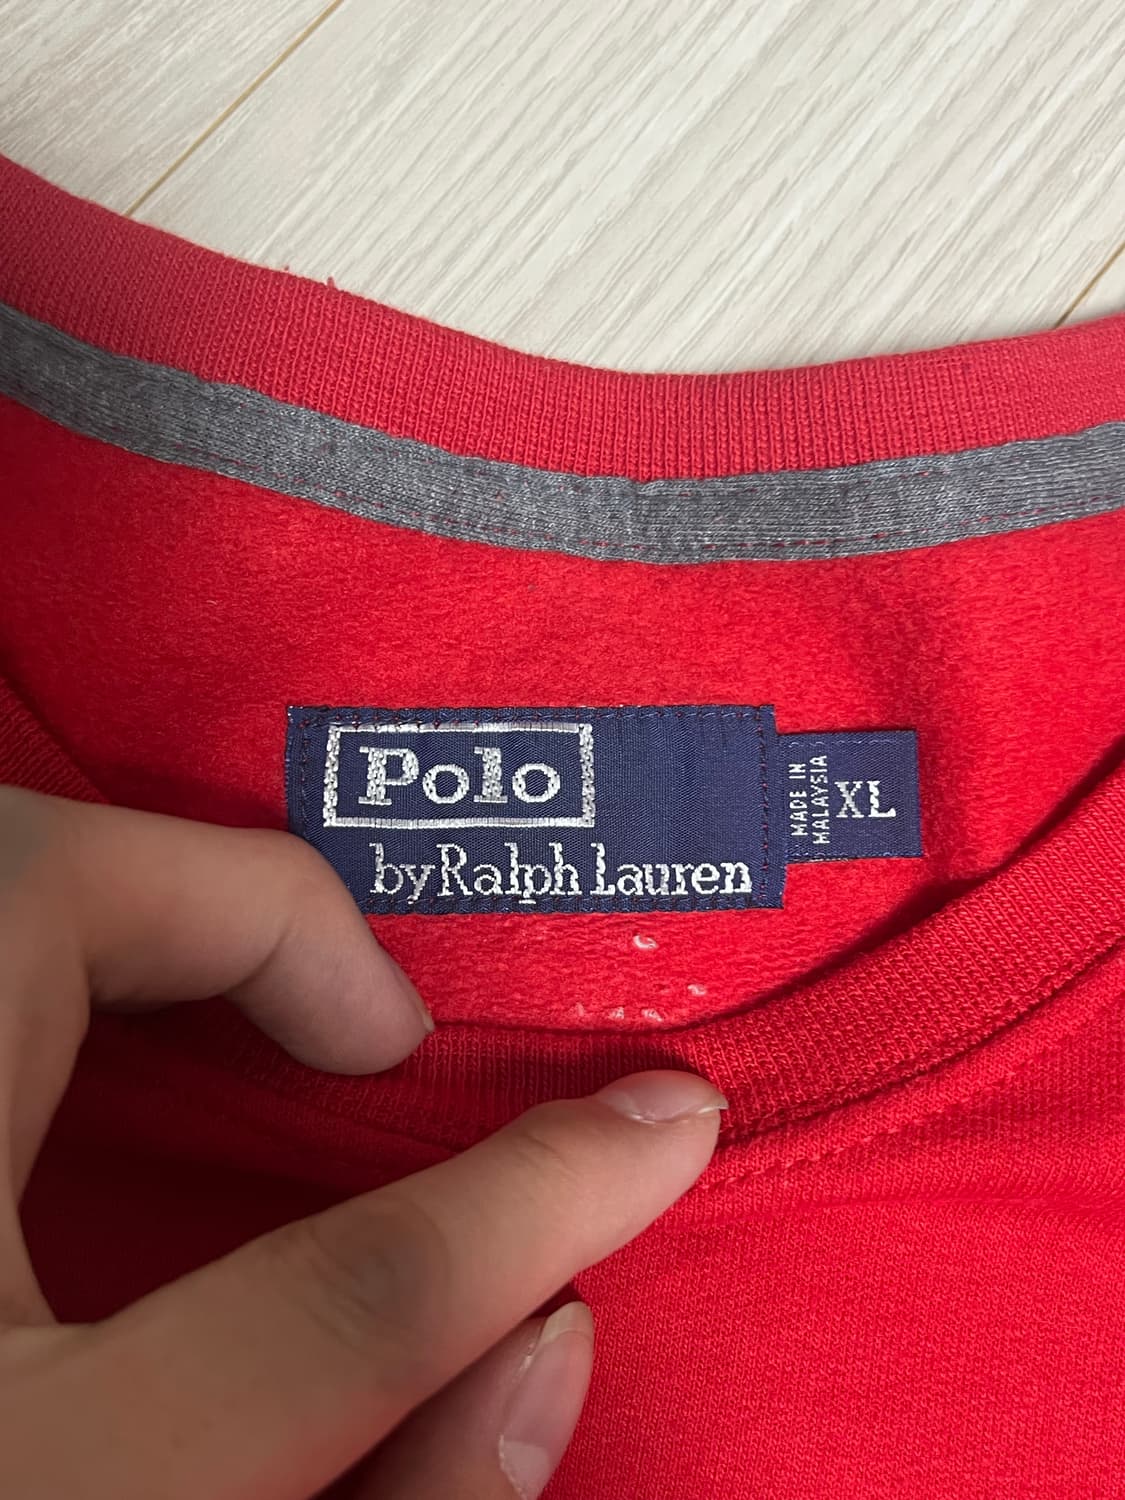 Polo
by Ralph Lauren
MADE IN
MALAYSIA
XL